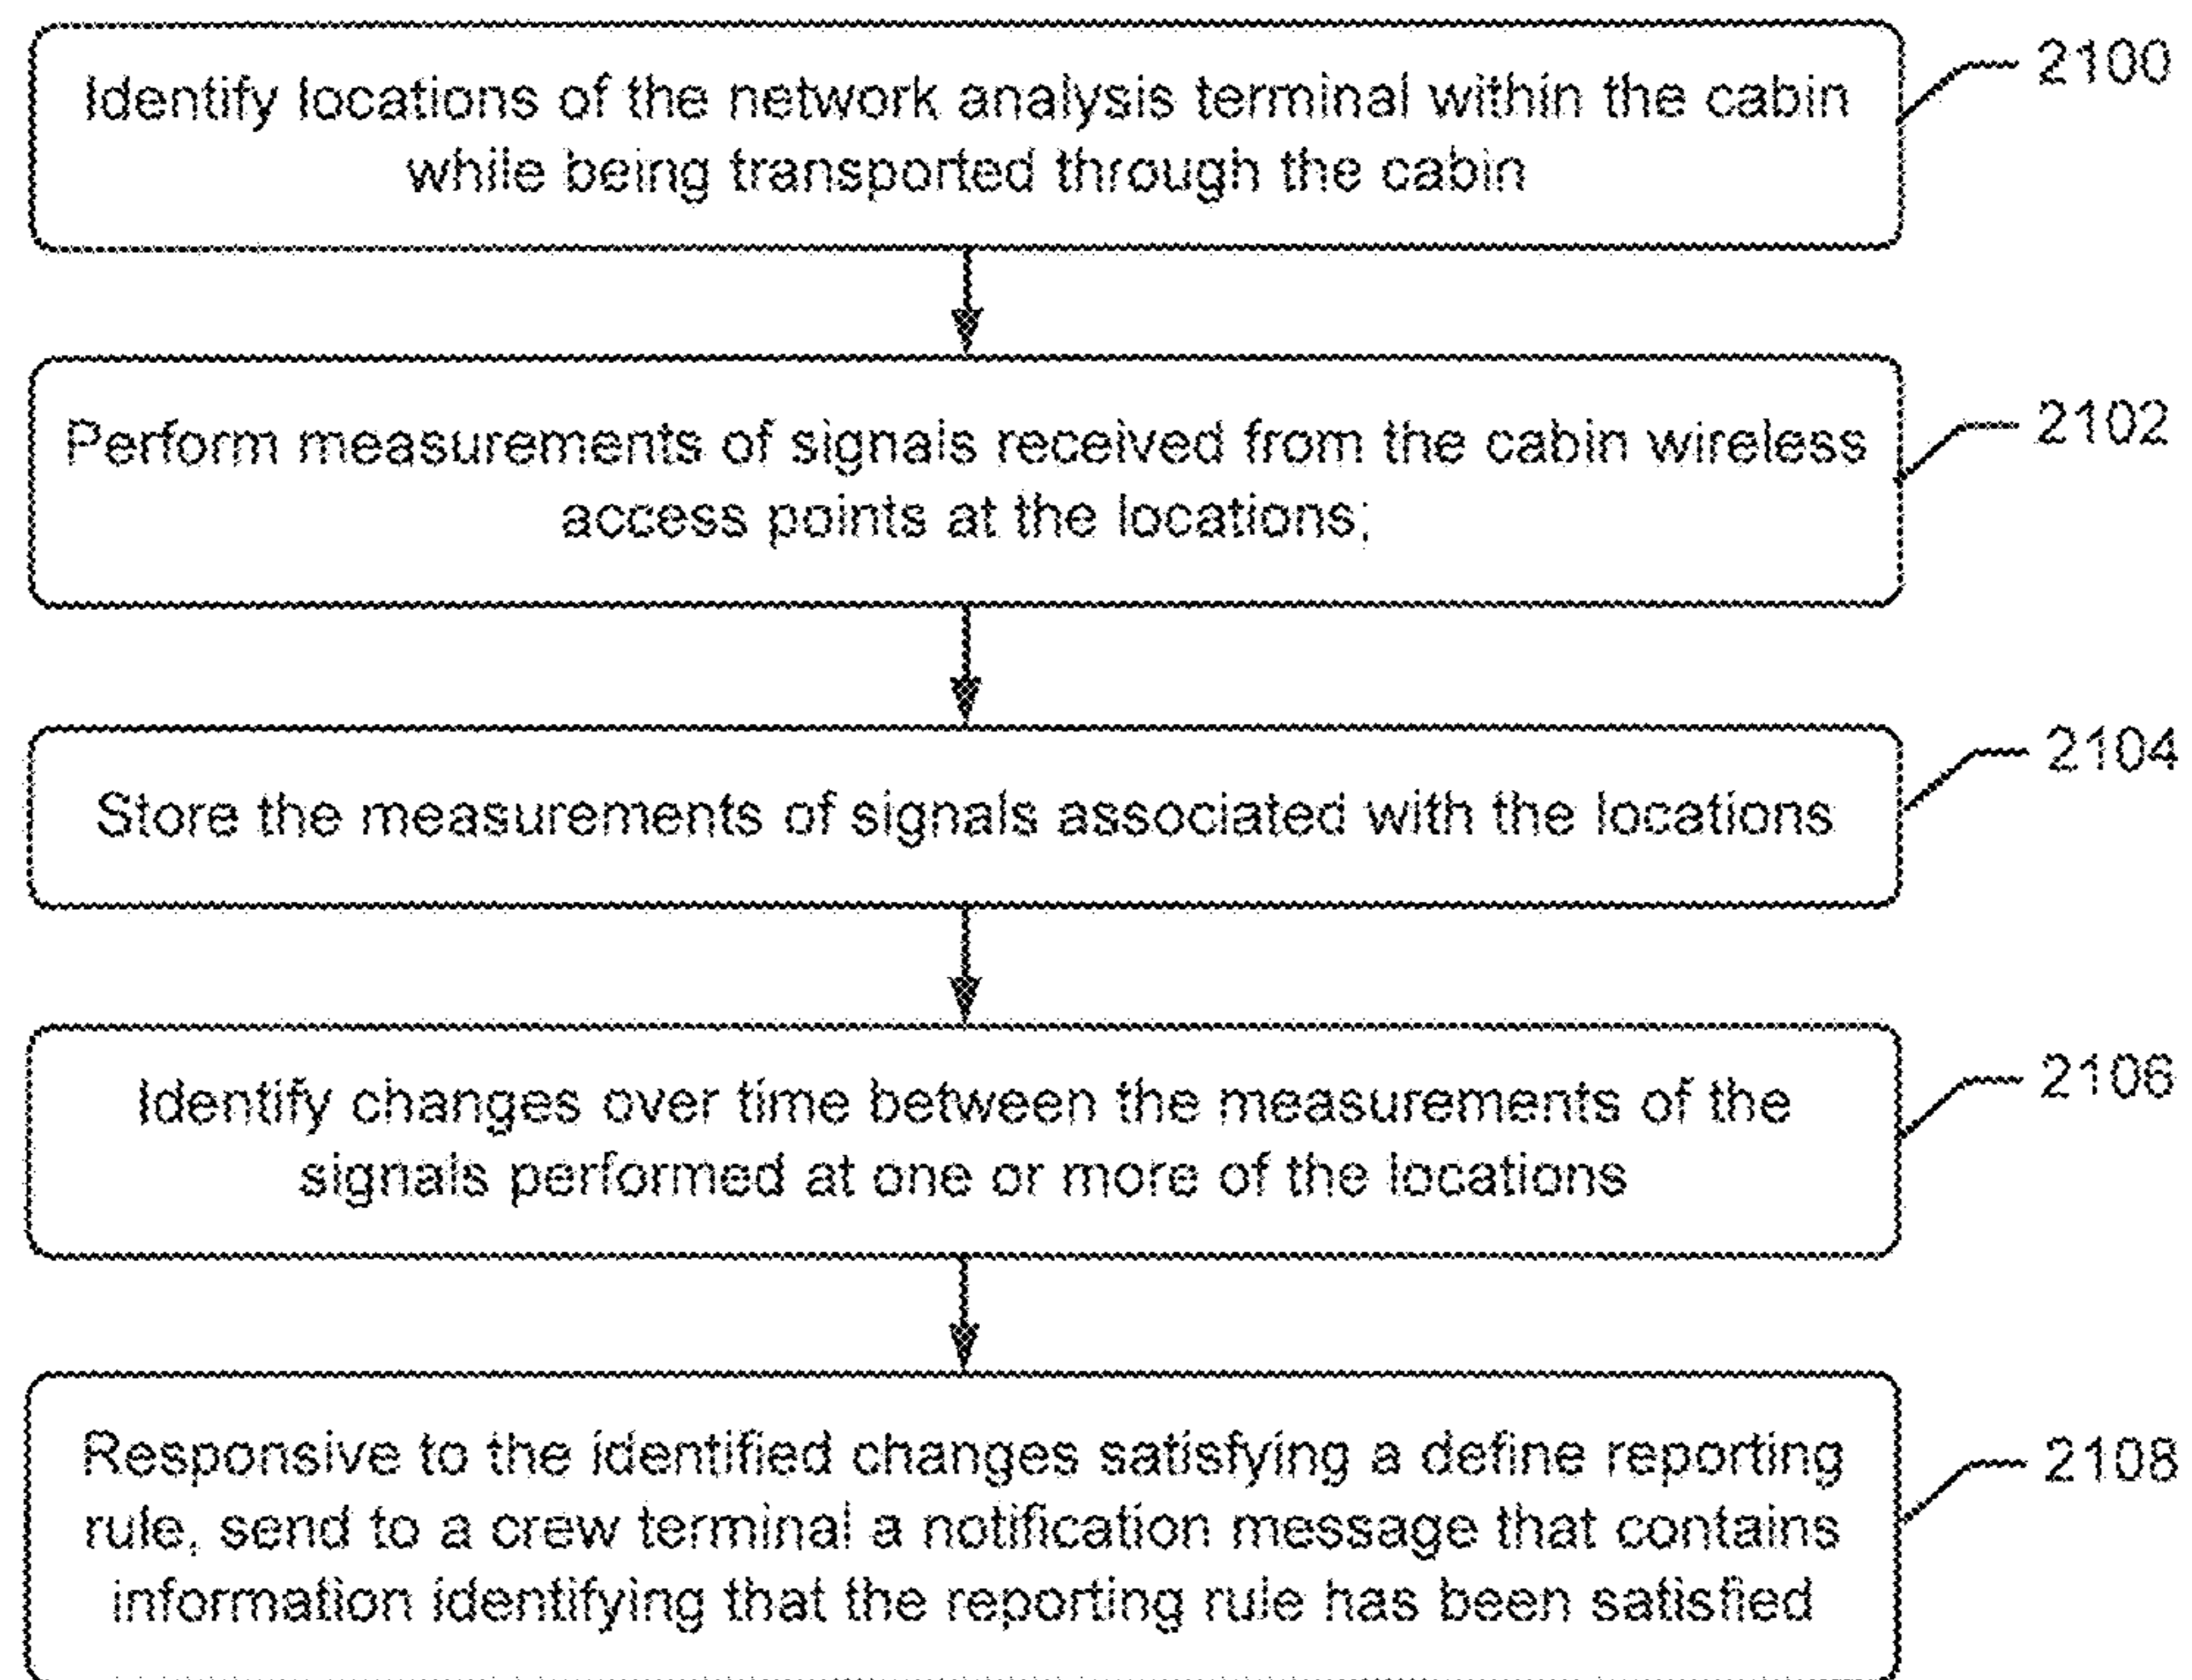 Identify locations of the network analysis terminal within the cabin
while being transported through the cabin
2100
Perform measurements of signals received from the cabin wireless
access points at the locations;
2102
Store the measurements of signals associated with the locations
2104
Identify changes over time between the measurements of the
signals performed at one or more of the locations
2106
Responsive to the identified changes satisfying a define reporting
rule, send to a crew terminal a notification message that contains
information identifying that the reporting rule has been satisfied
2108